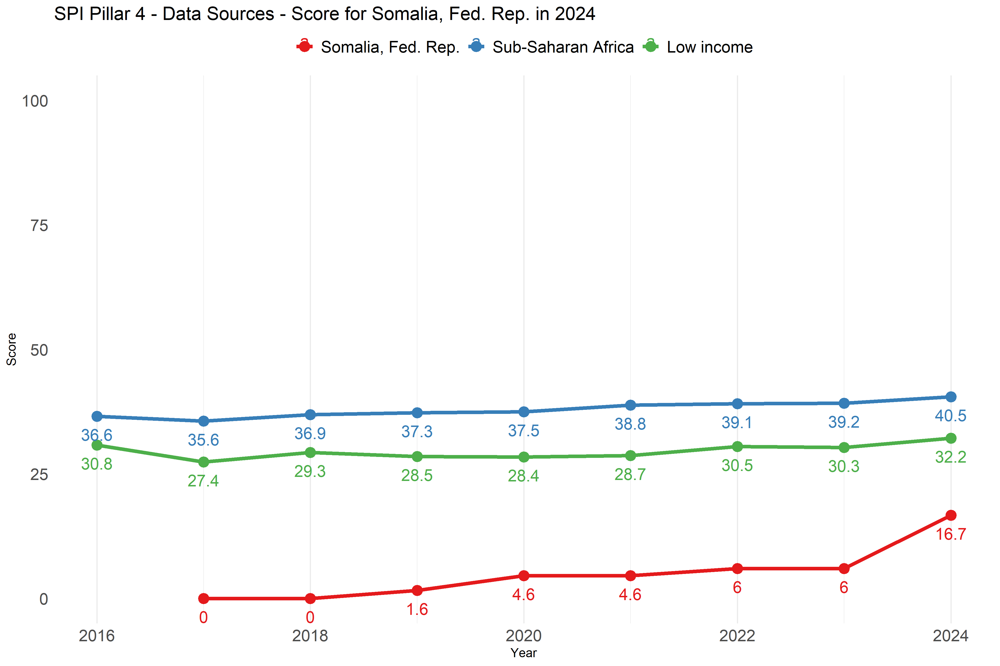 SPI Pillar 4 - Data Sources - Score for Somalia, Fed. Rep. in 2024
a Somalia, Fed. Rep. a Sub-Saharan Africa a Low income
100
75
50
25
0
Score
36.6 35.6 36.9 37.3 37.5 38.8 39.1 39.2 40.5
30.8 27.4 29.3 28.5 28.4 28.7 30.5 30.3 32.2
0 0 1.6 4.6 4.6 6 6 16.7
2016 2018 2020 2022 2024
Year